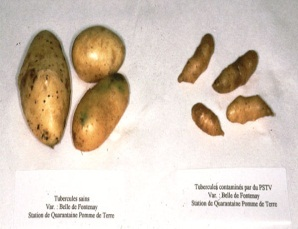 Tubercules sains
Var. : Belle de Fontenay
Station de Quarantaine Pomme de Terre
Tubercules contaminés par du PSTV
Var. : Belle de Fontenay
Station de Quarantaine Pomme de Terre